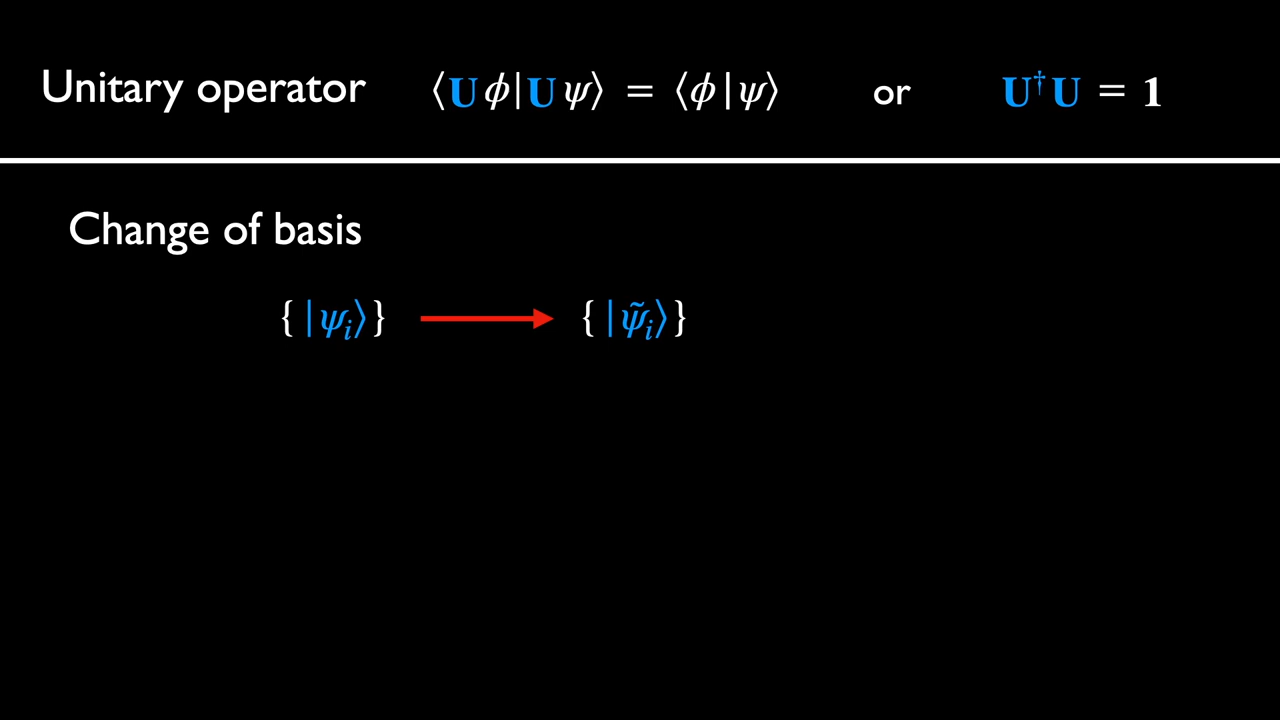 Unitary operator ⟨Uϕ|Uψ⟩ = ⟨ϕ|ψ⟩ or U†U = 1
Change of basis
{|ψᵢ⟩} → {|ψ̃ᵢ⟩}